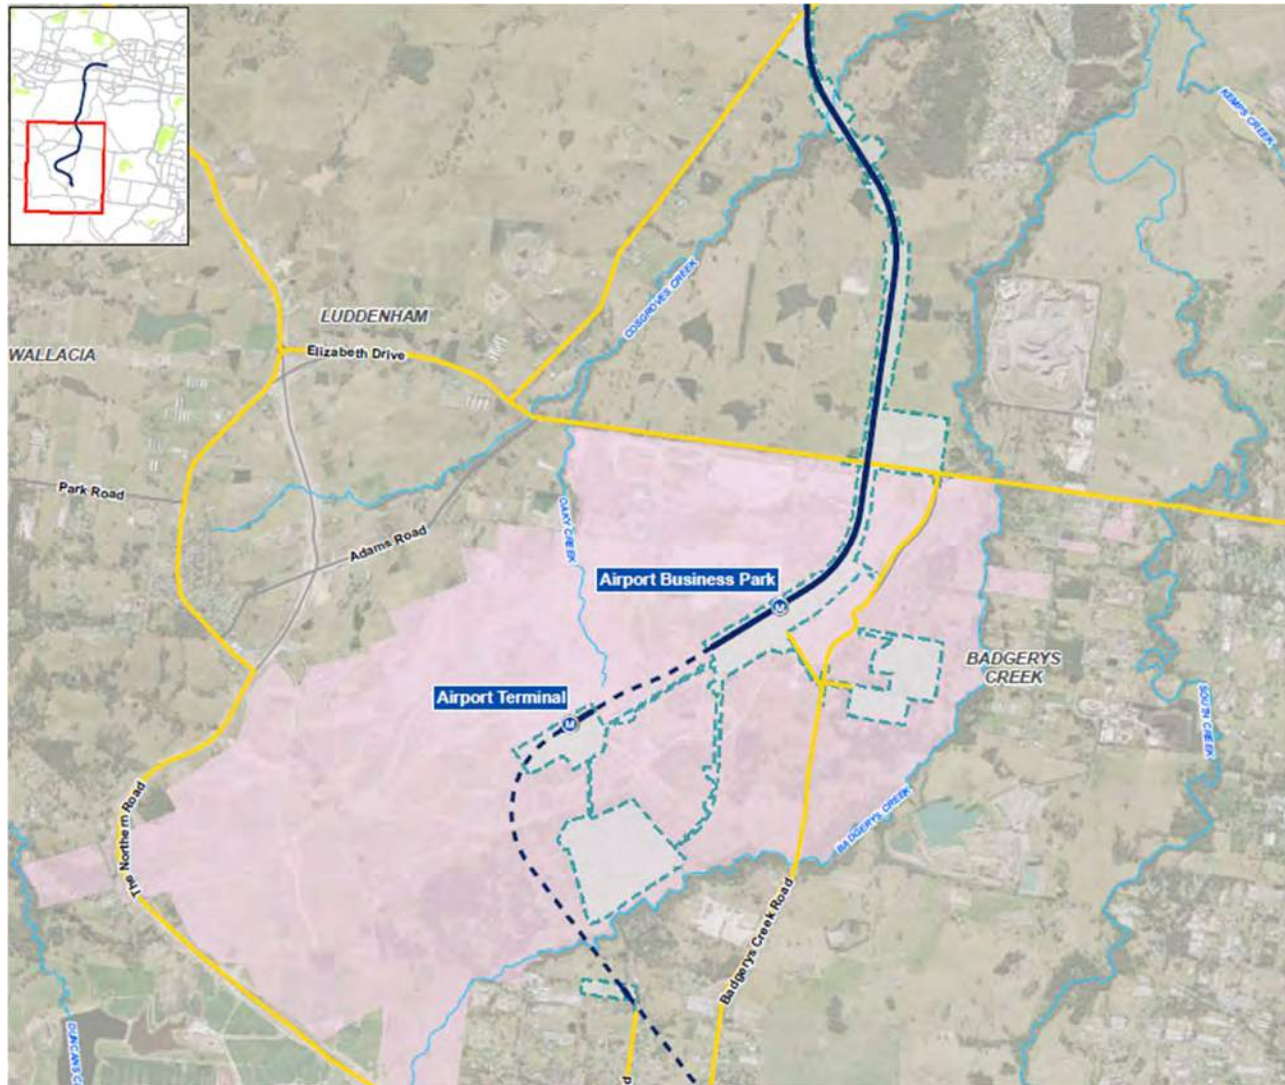 KEMPS CREEK
COSGROVES CREEK
LUDDENHAM
WALLACIA
Elizabeth Drive
Park Road
OAKY CREEK
Adams Road
Airport Business Park
M
BADGERYS
CREEK
Airport Terminal
M
SOUTH CREEK
The Northern Road
BADGERYS CREEK
Badgerys Creek Road
DUNCANS C
d